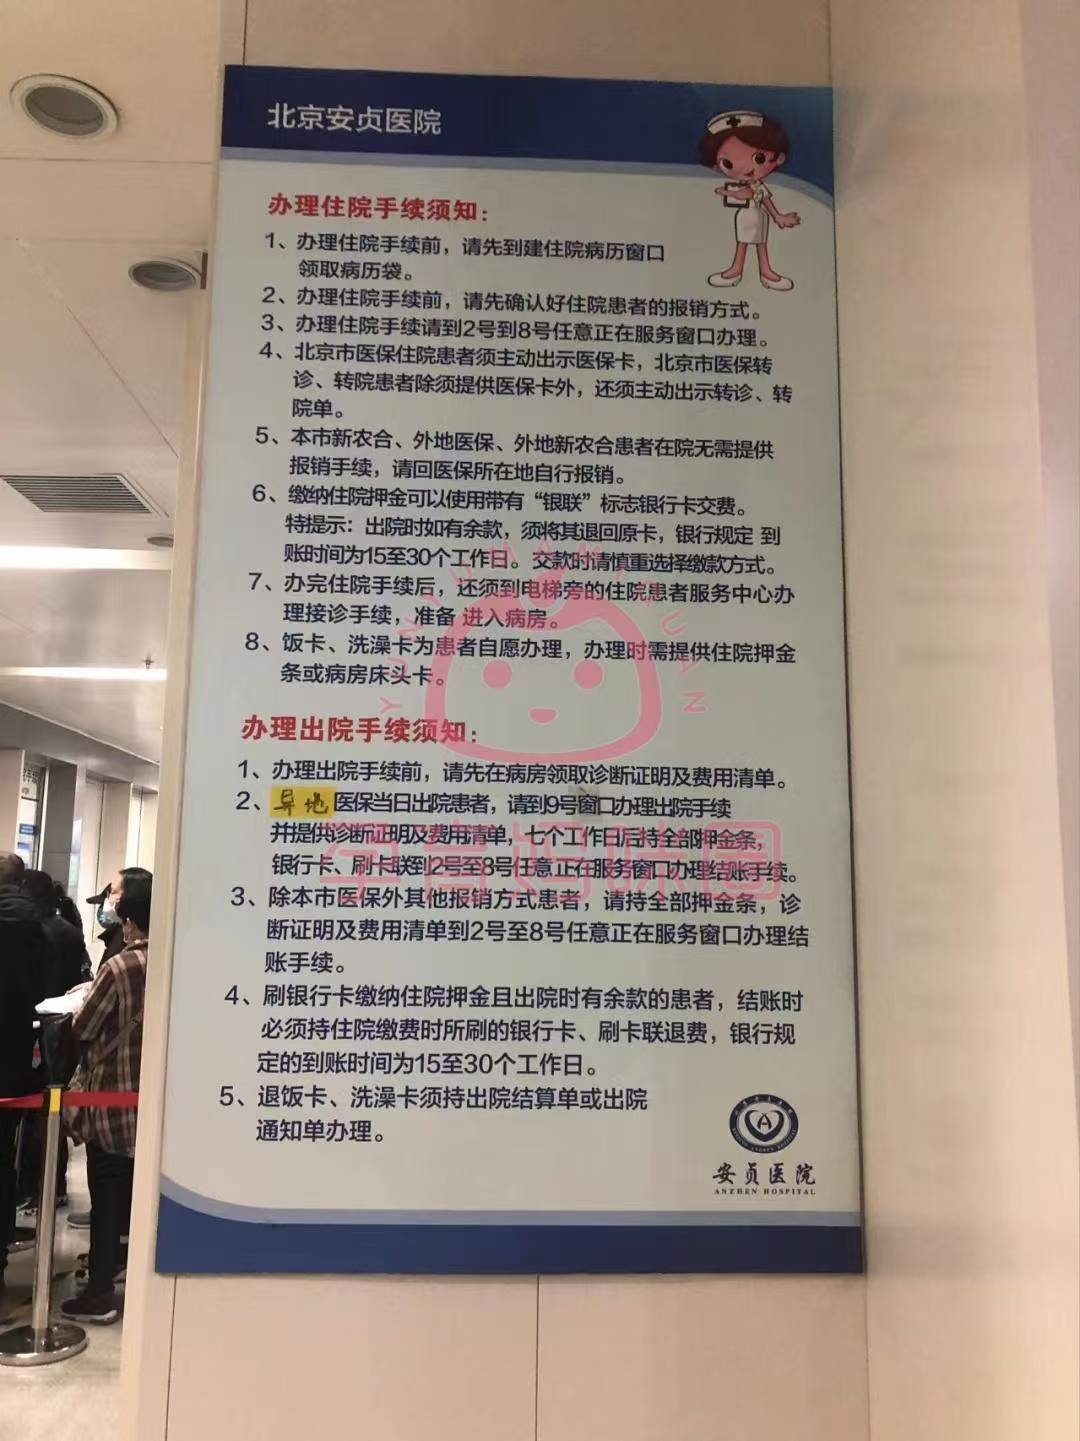 北京安贞医院
办理住院手续须知：
1、办理住院手续前，请先到建住院病历窗口
领取病历袋。
2、办理住院手续前，请先确认好住院患者的报销方式。
3、办理住院手续请到2号到8号任意正在服务窗口办理。
4、北京市医保住院患者须主动出示医保卡，北京市医保转
诊、转院患者除须提供医保卡外，还须主动出示转诊、转
院单。
5、本市新农合、外地医保、外地新农合患者在院无需提供
报销手续，请回医保所在地自行报销。
6、缴纳住院押金可以使用带有“银联”标志银行卡交费。
特提示：出院时如有余款，须将其退回原卡，银行规定 到
账时间为15至30个工作日。交款时请慎重选择缴款方式。
7、办完住院手续后，还须到电梯旁的住院患者服务中心办
理接诊手续，准备 进入病房。
8、饭卡、洗澡卡为患者自愿办理，办理时需提供住院押金
条或病房床头卡。
YUNYUMAMIQUAN
办理出院手续须知：
1、办理出院手续前，请先在病房领取诊断证明及费用清单。
2、异地医保当日出院患者，请到9号窗口办理出院手续
并提供诊断证明及费用清单，七个工作日后持全部押金条，
银行卡、刷卡联到2号至8号任意正在服务窗口办理结账手续。
孕育妈咪圈
3、除本市医保外其他报销方式患者，请持全部押金条，诊
断证明及费用清单到2号至8号任意正在服务窗口办理结
账手续。
4、刷银行卡缴纳住院押金且出院时有余款的患者，结账时
必须持住院缴费时所刷的银行卡、刷卡联退费，银行规
定的到账时间为15至30个工作日。
5、退饭卡、洗澡卡须持出院结算单或出院
通知单办理。
安贞医院
ANZHEN HOSPITAL